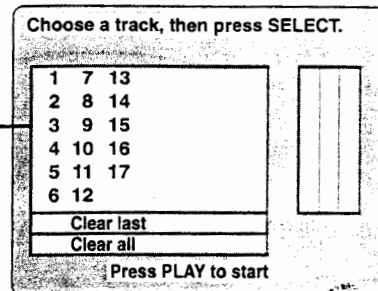 Choose a track, then press SELECT.
1 7 13
2 8 14
3 9 15
4 10 16
5 11 17
6 12
Clear last
Clear all
Press PLAY to start